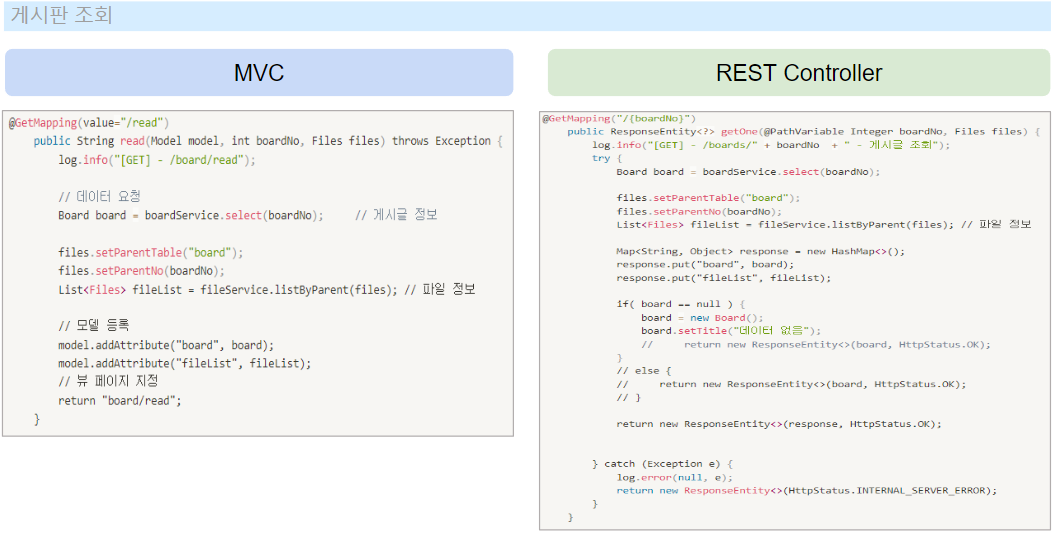 게시판 조회
MVC
@GetMapping(value="/read")
public String read(Model model, int boardNo, Files files) throws Exception {
log.info("[GET] - /board/read");
// 데이터 요청
Board board = boardService.select(boardNo); // 게시글 정보
files.setParentTable("board");
files.setParentNo(boardNo);
List<Files> fileList = fileService.listByParent(files); // 파일 정보
// 모델 등록
model.addAttribute("board", board);
model.addAttribute("fileList", fileList);
// 뷰 페이지 지정
return "board/read";
}
REST Controller
@GetMapping("/{boardNo}")
public ResponseEntity<?> getOne(@PathVariable Integer boardNo, Files files) {
log.info("[GET] - /boards/" + boardNo + " - 게시글 조회");
try {
Board board = boardService.select(boardNo);
files.setParentTable("board");
files.setParentNo(boardNo);
List<Files> fileList = fileService.listByParent(files); // 파일 정보
Map<String, Object> response = new HashMap<>();
response.put("board", board);
response.put("fileList", fileList);
if( board == null ) {
board = new Board();
board.setTitle("데이터 없음");
// return new ResponseEntity<>(board, HttpStatus.OK);
}
// else {
// return new ResponseEntity<>(board, HttpStatus.OK);
// }
return new ResponseEntity<>(response, HttpStatus.OK);
} catch (Exception e) {
log.error(null, e);
return new ResponseEntity<>(HttpStatus.INTERNAL_SERVER_ERROR);
}
}